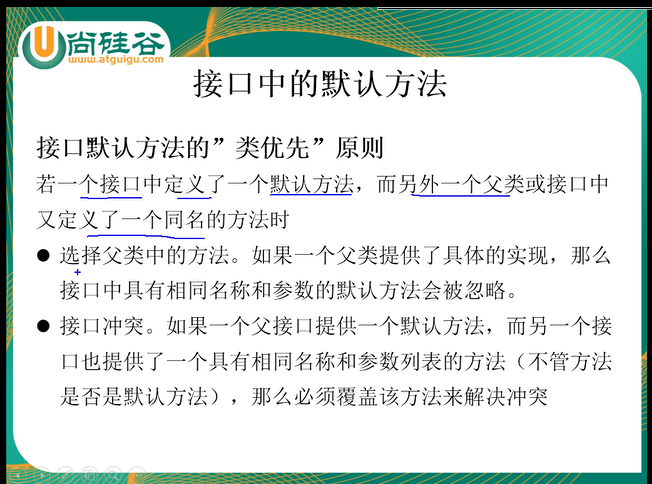 尚硅谷
www.atguigu.com
接口中的默认方法
接口默认方法的”类优先”原则
若一个接口中定义了一个默认方法，而另外一个父类或接口中
又定义了一个同名的方法时
● 选择父类中的方法。如果一个父类提供了具体的实现，那么
接口中具有相同名称和参数的默认方法会被忽略。
● 接口冲突。如果一个父接口提供一个默认方法，而另一个接
口也提供了一个具有相同名称和参数列表的方法（不管方法
是否是默认方法），那么必须覆盖该方法来解决冲突